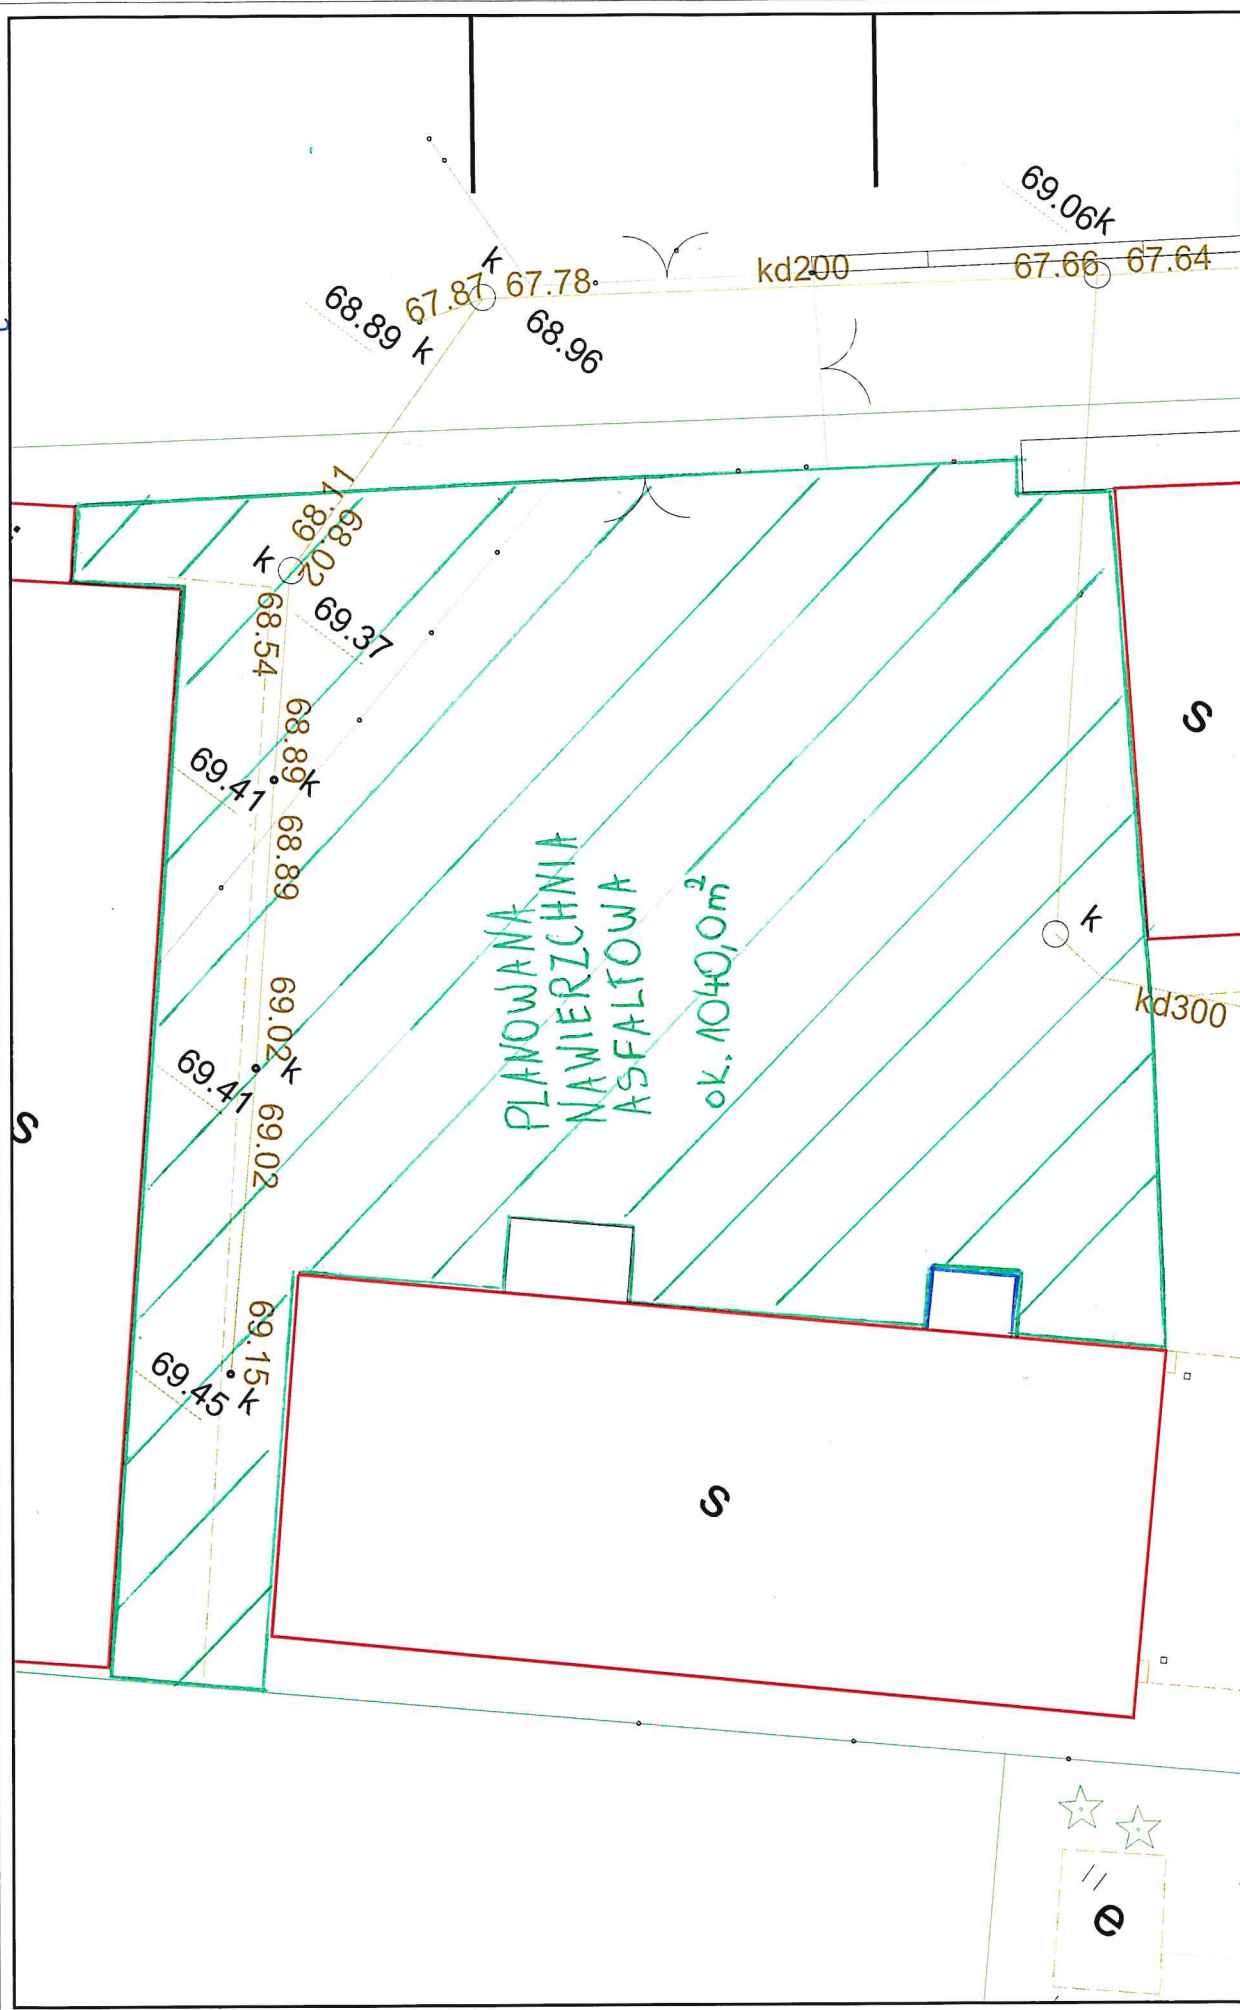 69.06k
k
67.87
67.78
kd200
67.66
67.64
68.89 k
68.96
68.11
68.02
k
69.37
68.54
68.89
69.41
k
68.89
s
PLANOWANA
NAWIERZCHNIA
ASFALTOWA
ok. 1040,0m²
k
kd300
69.02
69.41
k
69.02
s
69.15
69.45
k
s
e